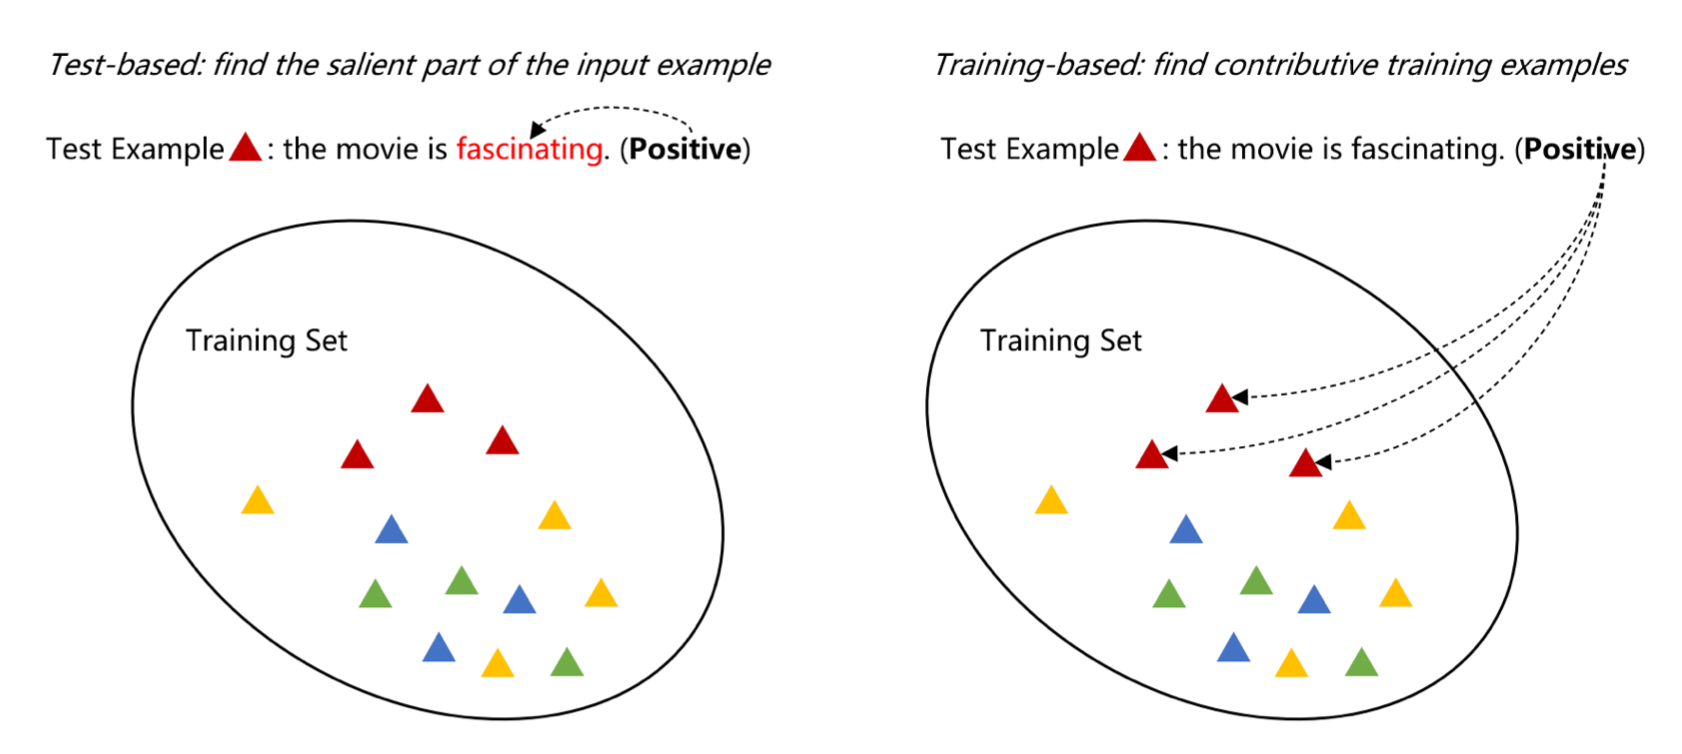 Test-based: find the salient part of the input example
Test Example : the movie is fascinating. (Positive)
Training Set
Training-based: find contributive training examples
Test Example : the movie is fascinating. (Positive)
Training Set